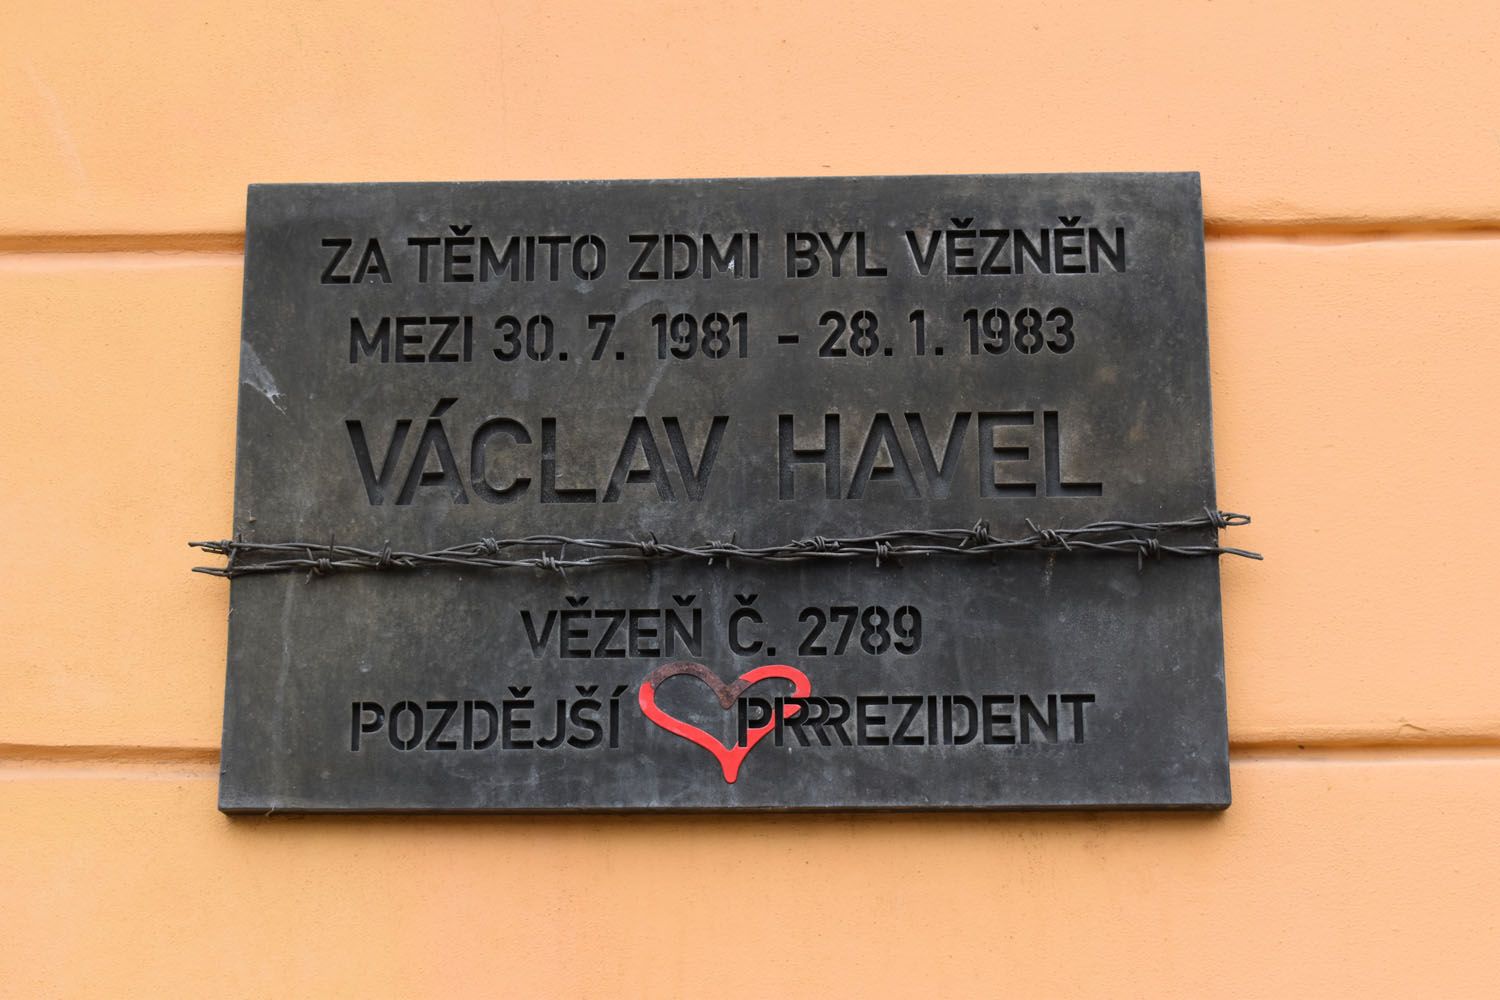 ZA TĚMITO ZDMI BYL VĚZNĚN
MEZI 30. 7. 1981 - 28. 1. 1983
VÁCLAV HAVEL
VĚZEŇ Č. 2789
POZDĚJŠÍ PRRREZIDENT